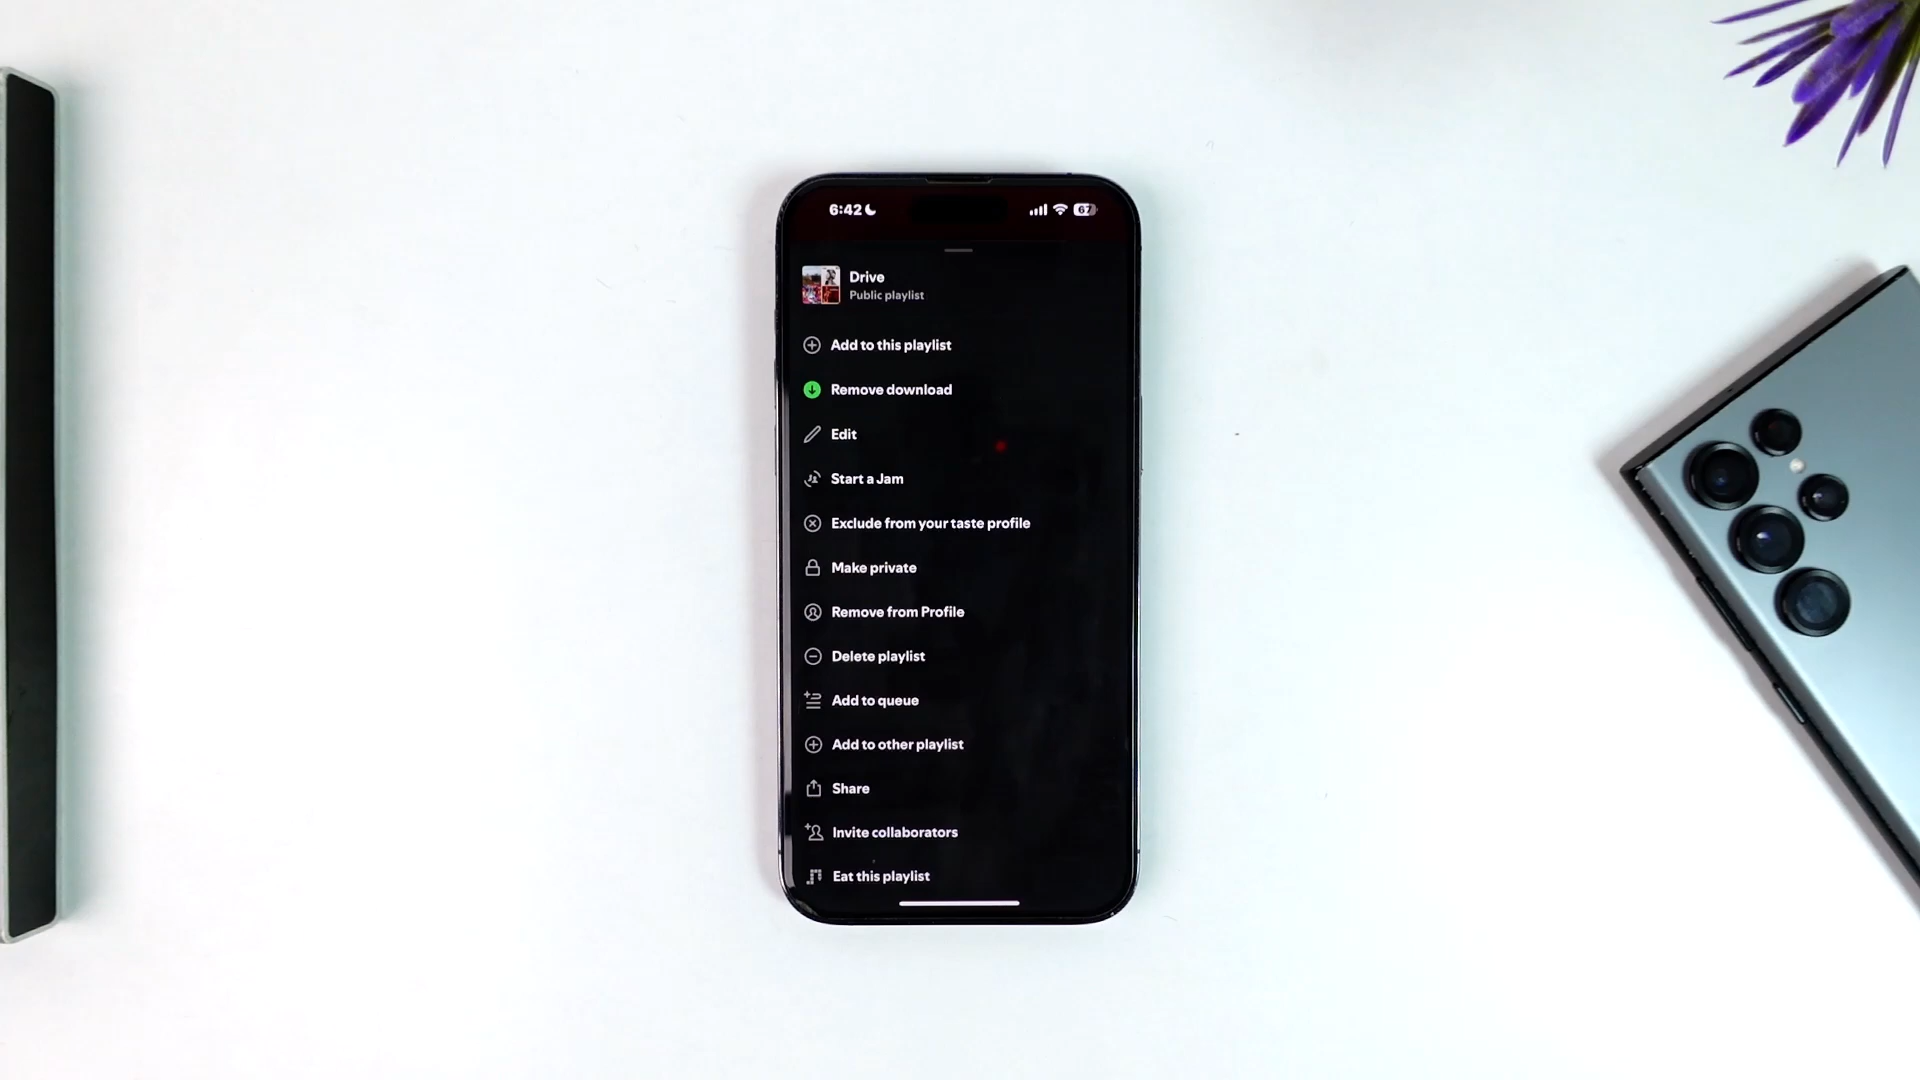 6:42
67
Drive
Public playlist
Add to this playlist
Remove download
Edit
Start a Jam
Exclude from your taste profile
Make private
Remove from Profile
Delete playlist
Add to queue
Add to other playlist
Share
Invite collaborators
Eat this playlist